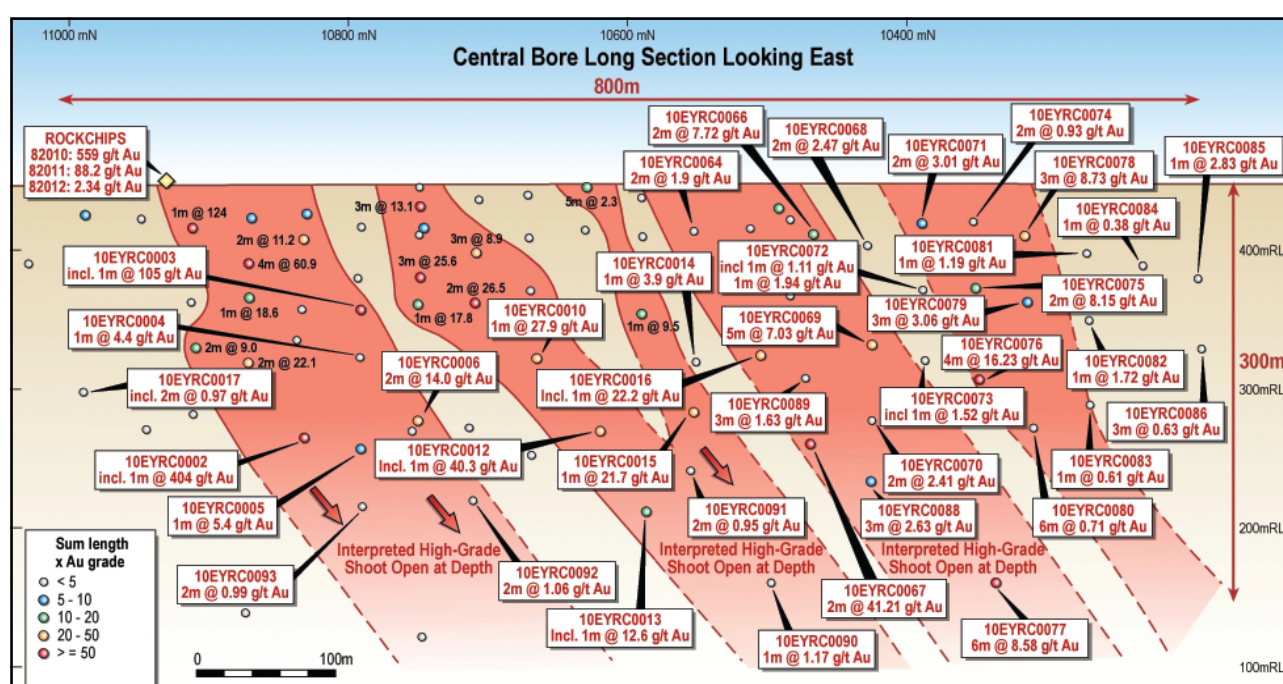 11000 mN
10800 mN
10600 mN
10400 mN
Central Bore Long Section Looking East
800m
ROCKCHIPS
82010: 559 g/t Au
82011: 88.2 g/t Au
82012: 2.34 g/t Au
10EYRC0066
2m @ 7.72 g/t Au
10EYRC0068
2m @ 2.47 g/t Au
10EYRC0074
2m @ 0.93 g/t Au
10EYRC0071
2m @ 3.01 g/t Au
10EYRC0064
2m @ 1.9 g/t Au
10EYRC0078
3m @ 8.73 g/t Au
10EYRC0085
1m @ 2.83 g/t Au
10EYRC0084
1m @ 0.38 g/t Au
1m @ 124
3m @ 13.1
5m @ 2.3
2m @ 11.2
3m @ 8.9
4m @ 60.9
3m @ 25.6
2m @ 26.5
1m @ 18.6
1m @ 17.8
1m @ 9.5
2m @ 9.0
2m @ 22.1
10EYRC0003
incl. 1m @ 105 g/t Au
10EYRC0014
1m @ 3.9 g/t Au
10EYRC0072
incl 1m @ 1.11 g/t Au
1m @ 1.94 g/t Au
10EYRC0081
1m @ 1.19 g/t Au
400mRL
10EYRC0075
2m @ 8.15 g/t Au
10EYRC0079
3m @ 3.06 g/t Au
10EYRC0004
1m @ 4.4 g/t Au
10EYRC0010
1m @ 27.9 g/t Au
10EYRC0069
5m @ 7.03 g/t Au
10EYRC0076
4m @ 16.23 g/t Au
10EYRC0082
1m @ 1.72 g/t Au
300m
10EYRC0017
incl. 2m @ 0.97 g/t Au
10EYRC0006
2m @ 14.0 g/t Au
10EYRC0016
Incl. 1m @ 22.2 g/t Au
10EYRC0089
3m @ 1.63 g/t Au
10EYRC0073
incl 1m @ 1.52 g/t Au
300mRL
10EYRC0086
3m @ 0.63 g/t Au
10EYRC0002
incl. 1m @ 404 g/t Au
10EYRC0012
Incl. 1m @ 40.3 g/t Au
10EYRC0015
1m @ 21.7 g/t Au
10EYRC0070
2m @ 2.41 g/t Au
10EYRC0083
1m @ 0.61 g/t Au
10EYRC0005
1m @ 5.4 g/t Au
10EYRC0091
2m @ 0.95 g/t Au
10EYRC0088
3m @ 2.63 g/t Au
10EYRC0080
6m @ 0.71 g/t Au
200mRL
Interpreted High-Grade
Shoot Open at Depth
Interpreted High-Grade
Shoot Open at Depth
Interpreted High-Grade
Shoot Open at Depth
10EYRC0093
2m @ 0.99 g/t Au
10EYRC0092
2m @ 1.06 g/t Au
10EYRC0067
2m @ 41.21 g/t Au
10EYRC0013
Incl. 1m @ 12.6 g/t Au
10EYRC0090
1m @ 1.17 g/t Au
10EYRC0077
6m @ 8.58 g/t Au
100mRL
Sum length
x Au grade
< 5
5 - 10
10 - 20
20 - 50
> = 50
0
100m